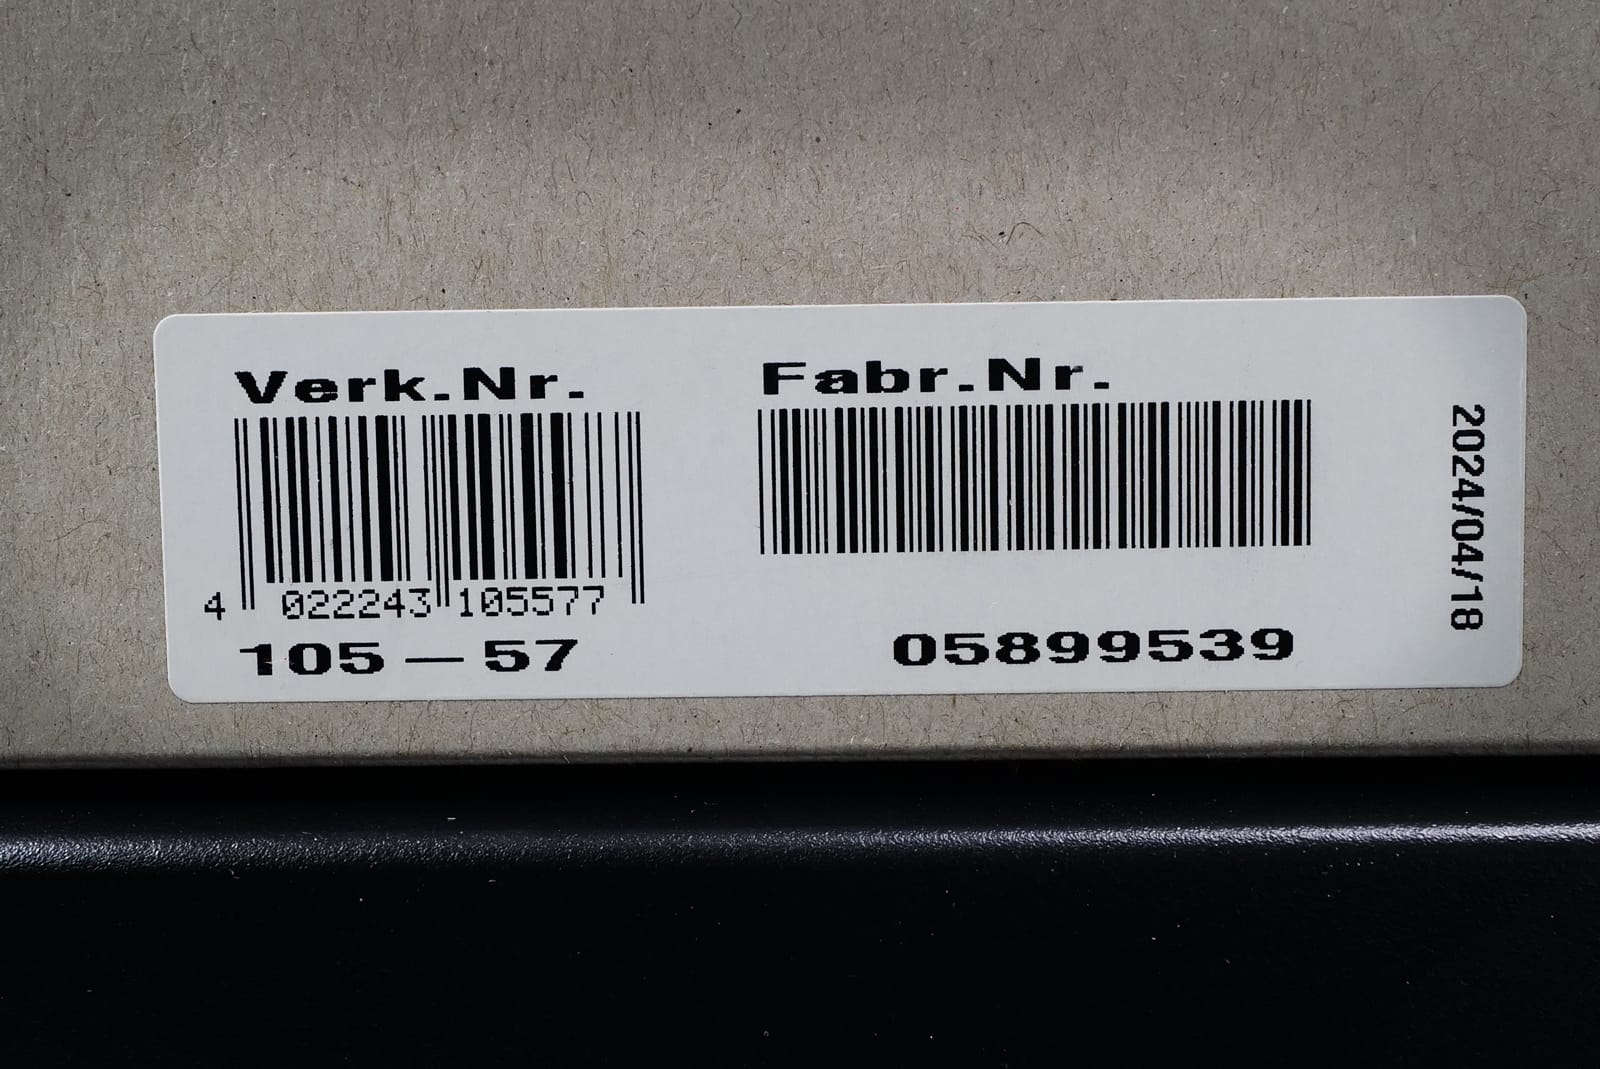 Verk.Nr.
4 022243 105577
105 — 57
Fabr.Nr.
05899539
2024/04/18